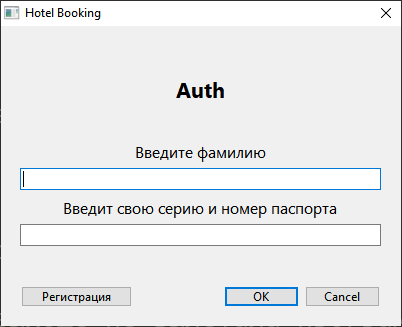 Hotel Booking
Auth
Введите фамилию
Введит свою серию и номер паспорта
Регистрация
OK
Cancel